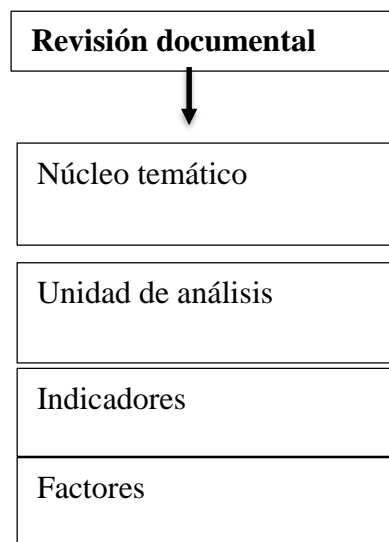 Revisión documental
Núcleo temático
Unidad de análisis
Indicadores
Factores